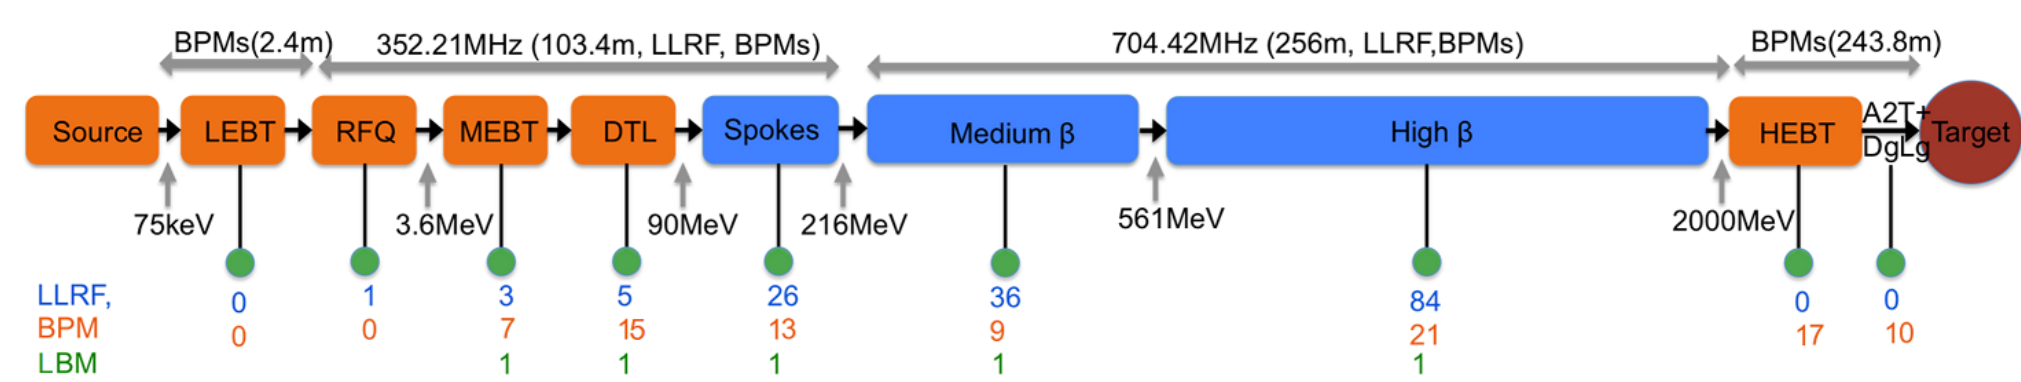 BPMs(2.4m) 352.21MHz (103.4m, LLRF, BPMs) 704.42MHz (256m, LLRF,BPMs) BPMs(243.8m)
Source LEBT RFQ MEBT DTL Spokes Medium β High β HEBT A2T+ DgLg Target
75keV 3.6MeV 90MeV 216MeV 561MeV 2000MeV
LLRF, 0 1 3 5 26 36 84 0 0
BPM 0 0 7 15 13 9 21 17 10
LBM 1 1 1 1 1